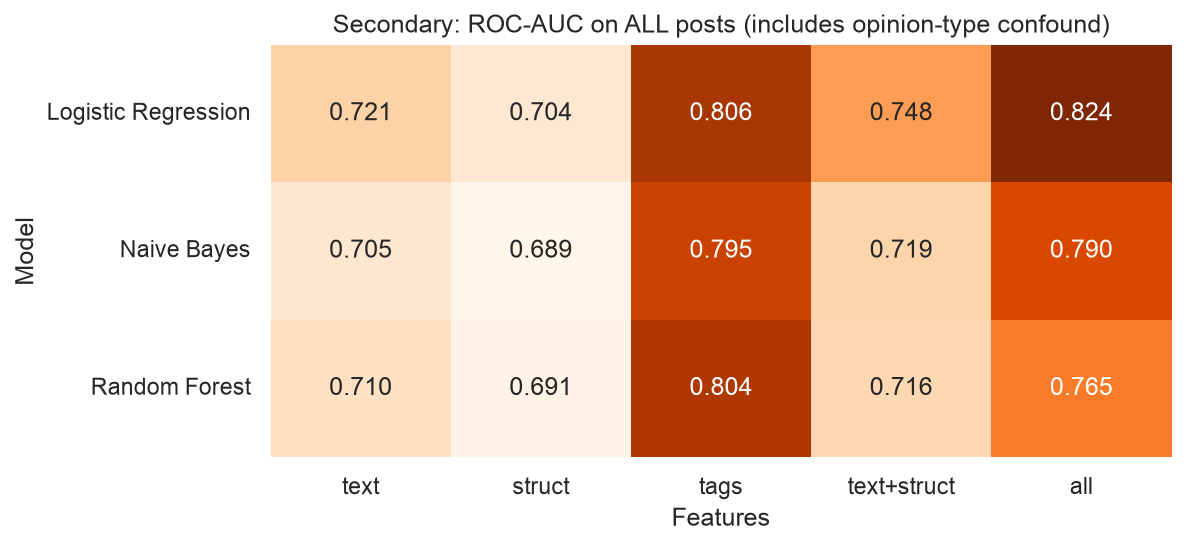 Secondary: ROC-AUC on ALL posts (includes opinion-type confound)
Model
Logistic Regression 0.721 0.704 0.806 0.748 0.824
Naive Bayes 0.705 0.689 0.795 0.719 0.790
Random Forest 0.710 0.691 0.804 0.716 0.765
text struct tags text+struct all
Features